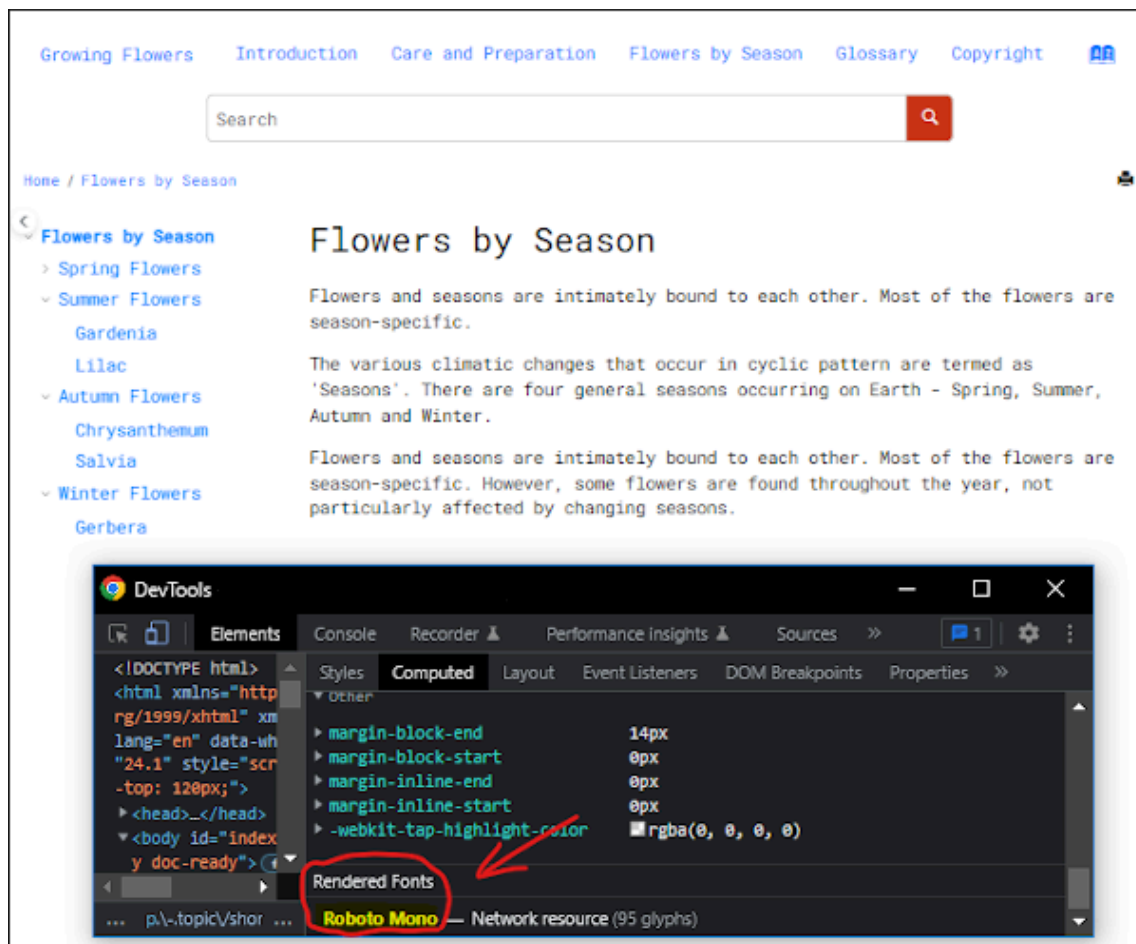 Growing Flowers Introduction Care and Preparation Flowers by Season Glossary Copyright
Search
Home / Flowers by Season
Flowers by Season
Spring Flowers
Summer Flowers
Gardenia
Lilac
Autumn Flowers
Chrysanthemum
Salvia
Winter Flowers
Gerbera
Flowers by Season
Flowers and seasons are intimately bound to each other. Most of the flowers are
season-specific.
The various climatic changes that occur in cyclic pattern are termed as
'Seasons'. There are four general seasons occurring on Earth - Spring, Summer,
Autumn and Winter.
Flowers and seasons are intimately bound to each other. Most of the flowers are
season-specific. However, some flowers are found throughout the year, not
particularly affected by changing seasons.
DevTools
Elements Console Recorder Performance insights Sources » 1
<!DOCTYPE html>
<html xmlns="http
rg/1999/xhtml" xm
lang="en" data-wh
"24.1" style="scr
-top: 120px;">
<head>…</head>
<body id="index
y doc-ready">
... p.\-.topic\/shor ...
Styles Computed Layout Event Listeners DOM Breakpoints Properties »
Other
margin-block-end 14px
margin-block-start 0px
margin-inline-end 0px
margin-inline-start 0px
-webkit-tap-highlight-color rgba(0, 0, 0, 0)
Rendered Fonts
Roboto Mono — Network resource (95 glyphs)